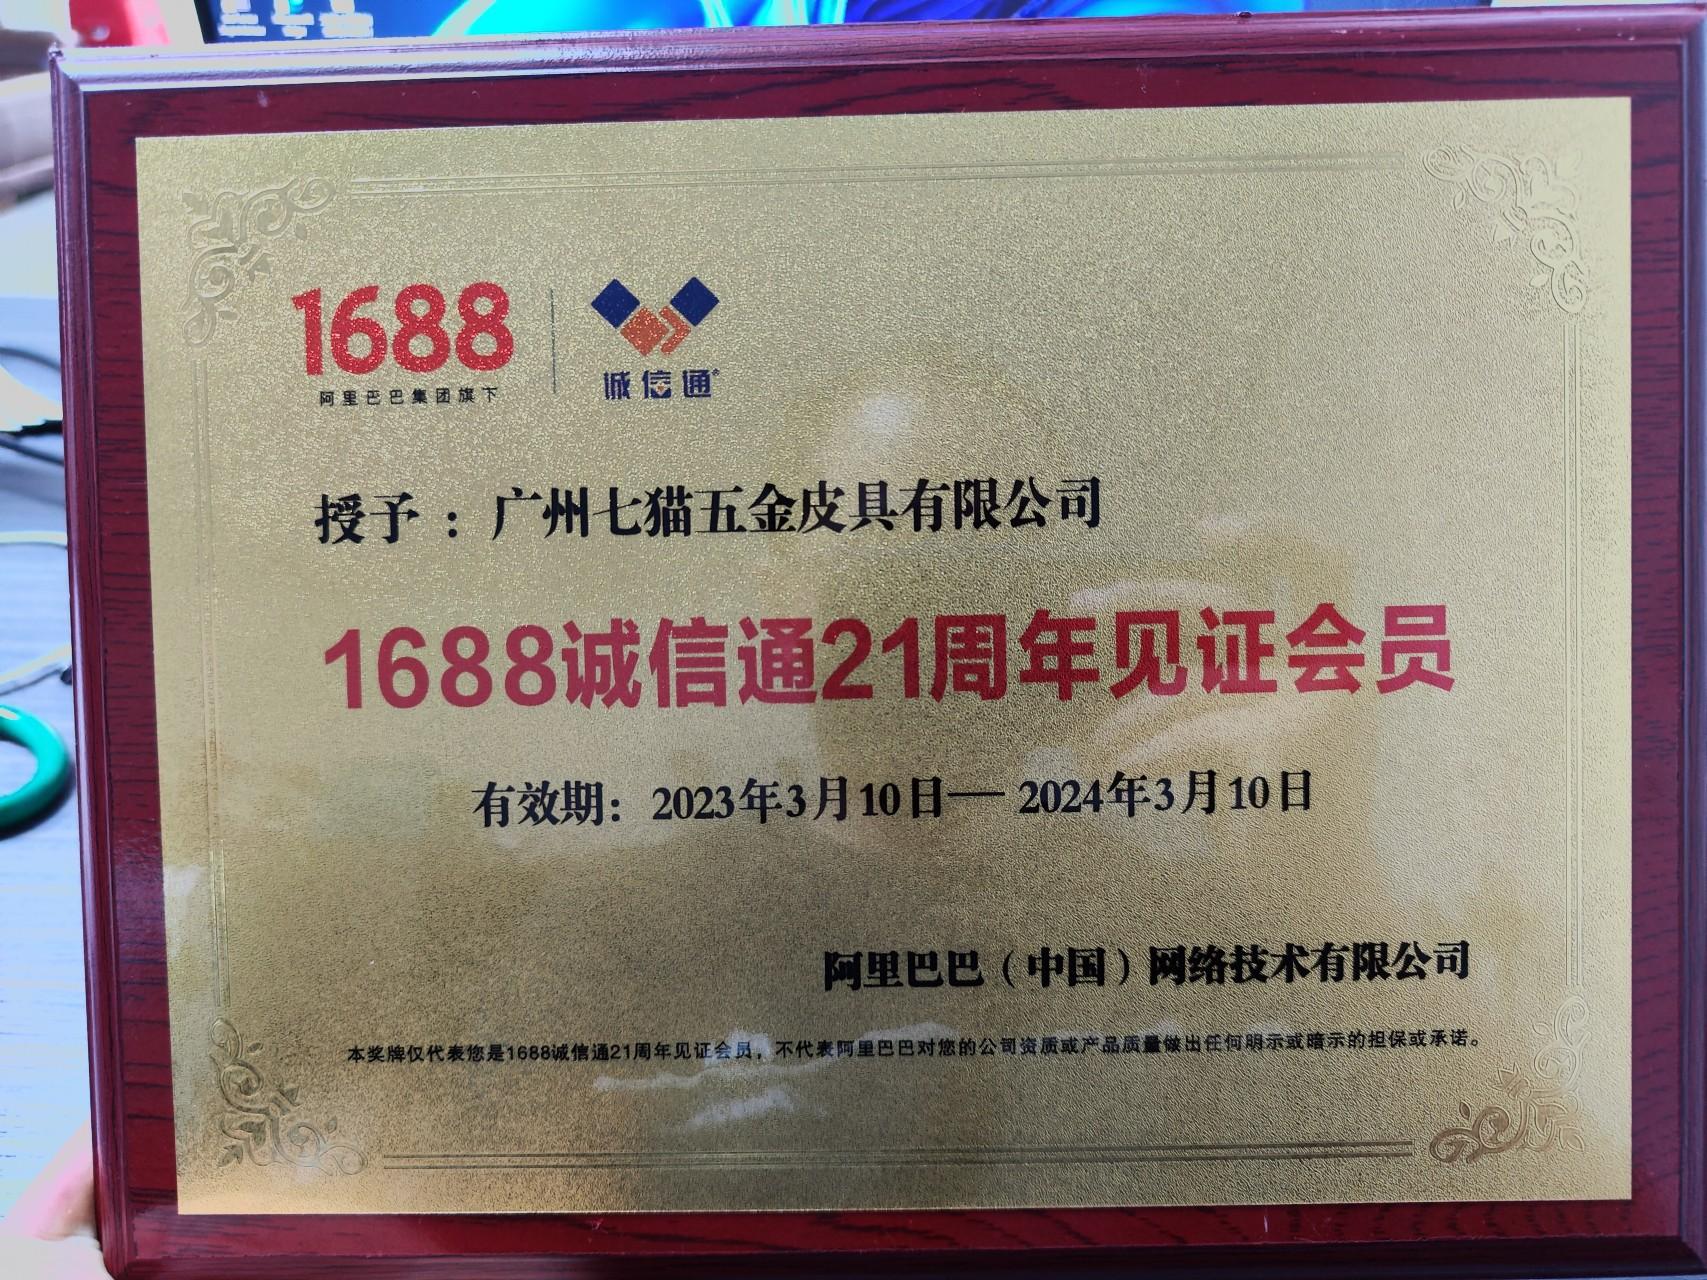 1688
阿里巴巴集团旗下
诚信通®
授予：广州七猫五金皮具有限公司
1688诚信通21周年见证会员
有效期：2023年3月10日—2024年3月10日
阿里巴巴（中国）网络技术有限公司
本奖牌仅代表您是1688诚信通21周年见证会员，不代表阿里巴巴对您的公司资质或产品质量做出任何明示或暗示的担保或承诺。